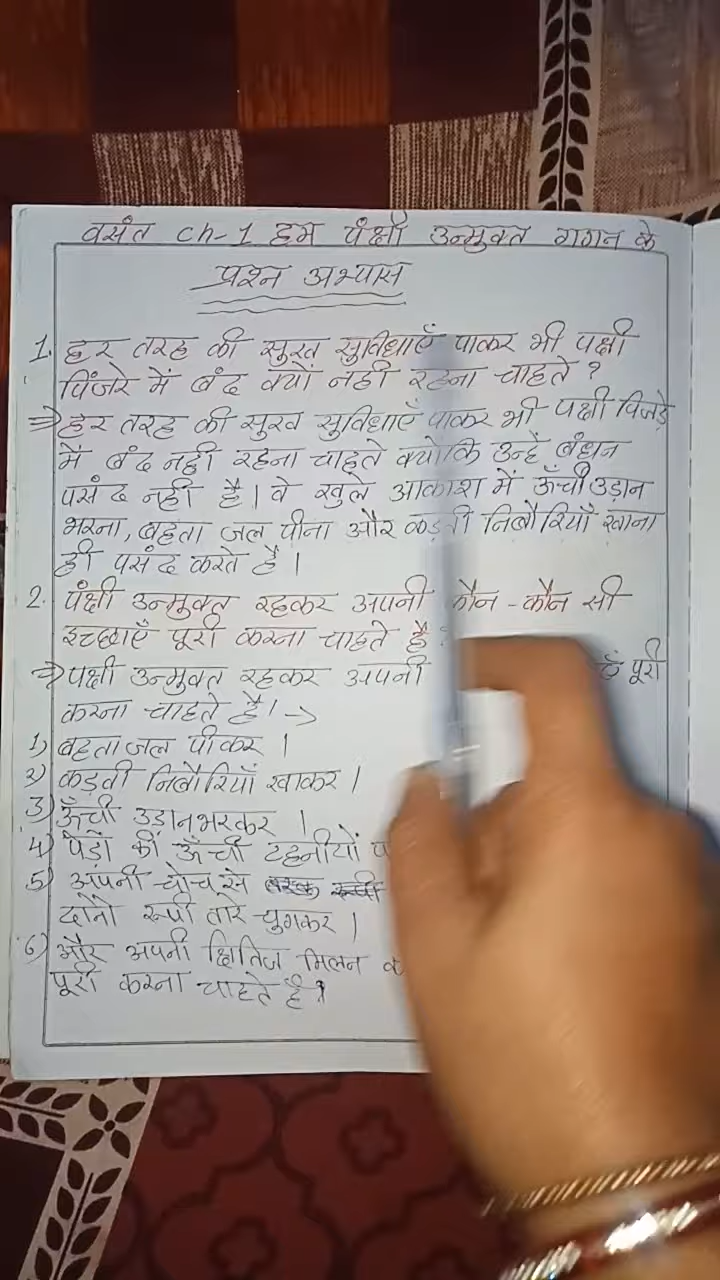 वसंत ch-1 हम पंक्षी उन्मुक्त गगन के
प्रश्न अभ्यास
1. हर तरह की सुख सुविधाएँ पाकर भी पक्षी
पिंजरे में बंद क्यों नही रहना चाहते ?
⇒ हर तरह की सुख सुविधाएँ पाकर भी पक्षी पिजड़े
में बंद नही रहना चाहते क्योकि उन्हे बंधन
पसंद नही है। वे खुले आकाश में ऊँची उड़ान
भरना, बहता जल पीना और कड़वी निबौरियाँ खाना
ही पसंद करते है ।
2. पंक्षी उन्मुक्त रहकर अपनी कौन - कौन सी
इच्छाएँ पूरी करना चाहते है ?
⇒ पक्षी उन्मुक्त रहकर अपनी पूरी
करना चाहते है। →
1) बहता जल पीकर ।
2) कड़वी निबौरियाँ खाकर ।
3) ऊँची उड़ान भरकर ।
4) पेड़ों कीं ऊँची टहनीयों
5) अपनी चोच से
दानों रूपी तारे चुगकर ।
6) और अपनी क्षितिज मिलन
पूरी करना चाहते है।